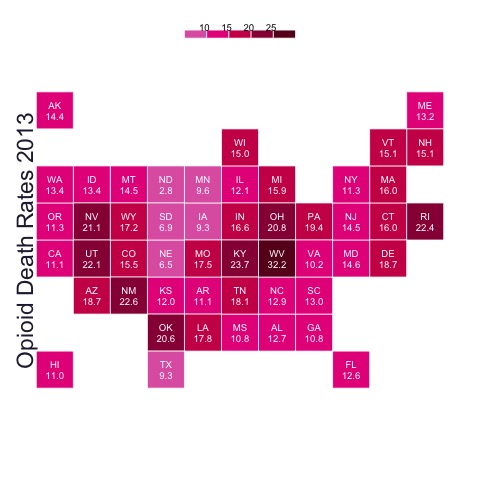 10 15 20 25
Opioid Death Rates 2013
AK ME
14.4 13.2
WI VT NH
15.0 15.1 15.1
WA ID MT ND MN IL MI NY MA
13.4 13.4 14.5 2.8 9.6 12.1 15.9 11.3 16.0
OR NV WY SD IA IN OH PA NJ CT RI
11.3 21.1 17.2 6.9 9.3 16.6 20.8 19.4 14.5 16.0 22.4
CA UT CO NE MO KY WV VA MD DE
11.1 22.1 15.5 6.5 17.5 23.7 32.2 10.2 14.6 18.7
AZ NM KS AR TN NC SC
18.7 22.6 12.0 11.1 18.1 12.9 13.0
OK LA MS AL GA
20.6 17.8 10.8 12.7 10.8
HI TX FL
11.0 9.3 12.6